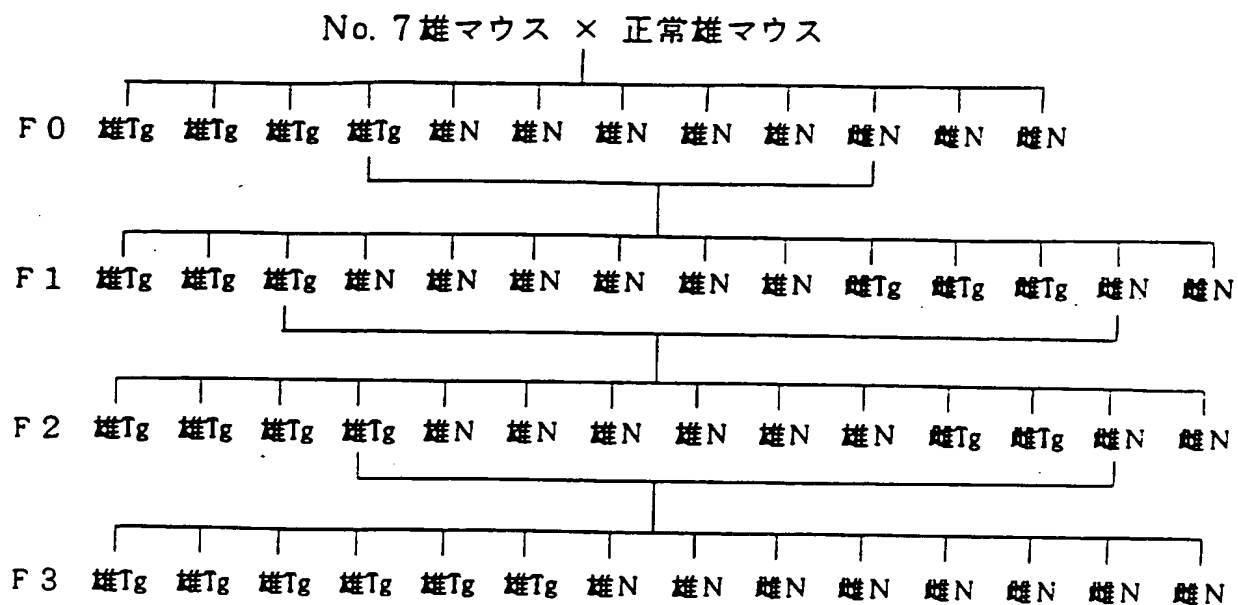 No. 7雄マウス × 正常雄マウス
F0 雄Tg 雄Tg 雄Tg 雄Tg 雄N 雄N 雄N 雄N 雄N 雌N 雌N 雌N
F1 雄Tg 雄Tg 雄Tg 雄N 雄N 雄N 雄N 雄N 雄N 雌Tg 雌Tg 雌Tg 雌N 雌N
F2 雄Tg 雄Tg 雄Tg 雄Tg 雄N 雄N 雄N 雄N 雄N 雄N 雌Tg 雌Tg 雌N 雌N
F3 雄Tg 雄Tg 雄Tg 雄Tg 雄Tg 雄Tg 雄N 雄N 雌N 雌N 雌N 雌N 雌N 雌N